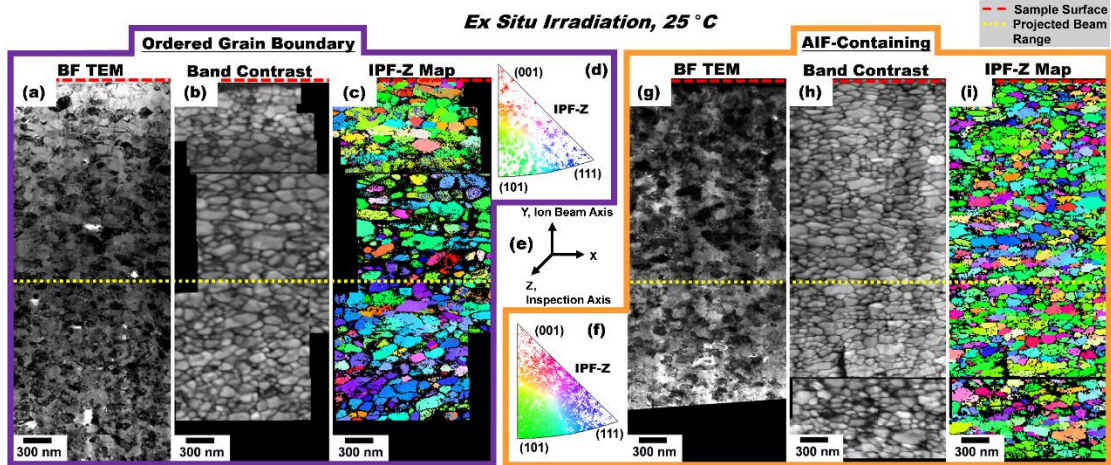 Ex Situ Irradiation, 25 °C
Sample Surface
Projected Beam
Range
Ordered Grain Boundary
BF TEM
Band Contrast
IPF-Z Map
(a)
(b)
(c)
(d)
(001)
IPF-Z
(101)
(111)
300 nm
300 nm
300 nm
(e)
Y, Ion Beam Axis
X
Z,
Inspection Axis
AIF-Containing
BF TEM
Band Contrast
IPF-Z Map
(g)
(h)
(i)
(f)
(001)
IPF-Z
(101)
(111)
300 nm
300 nm
300 nm